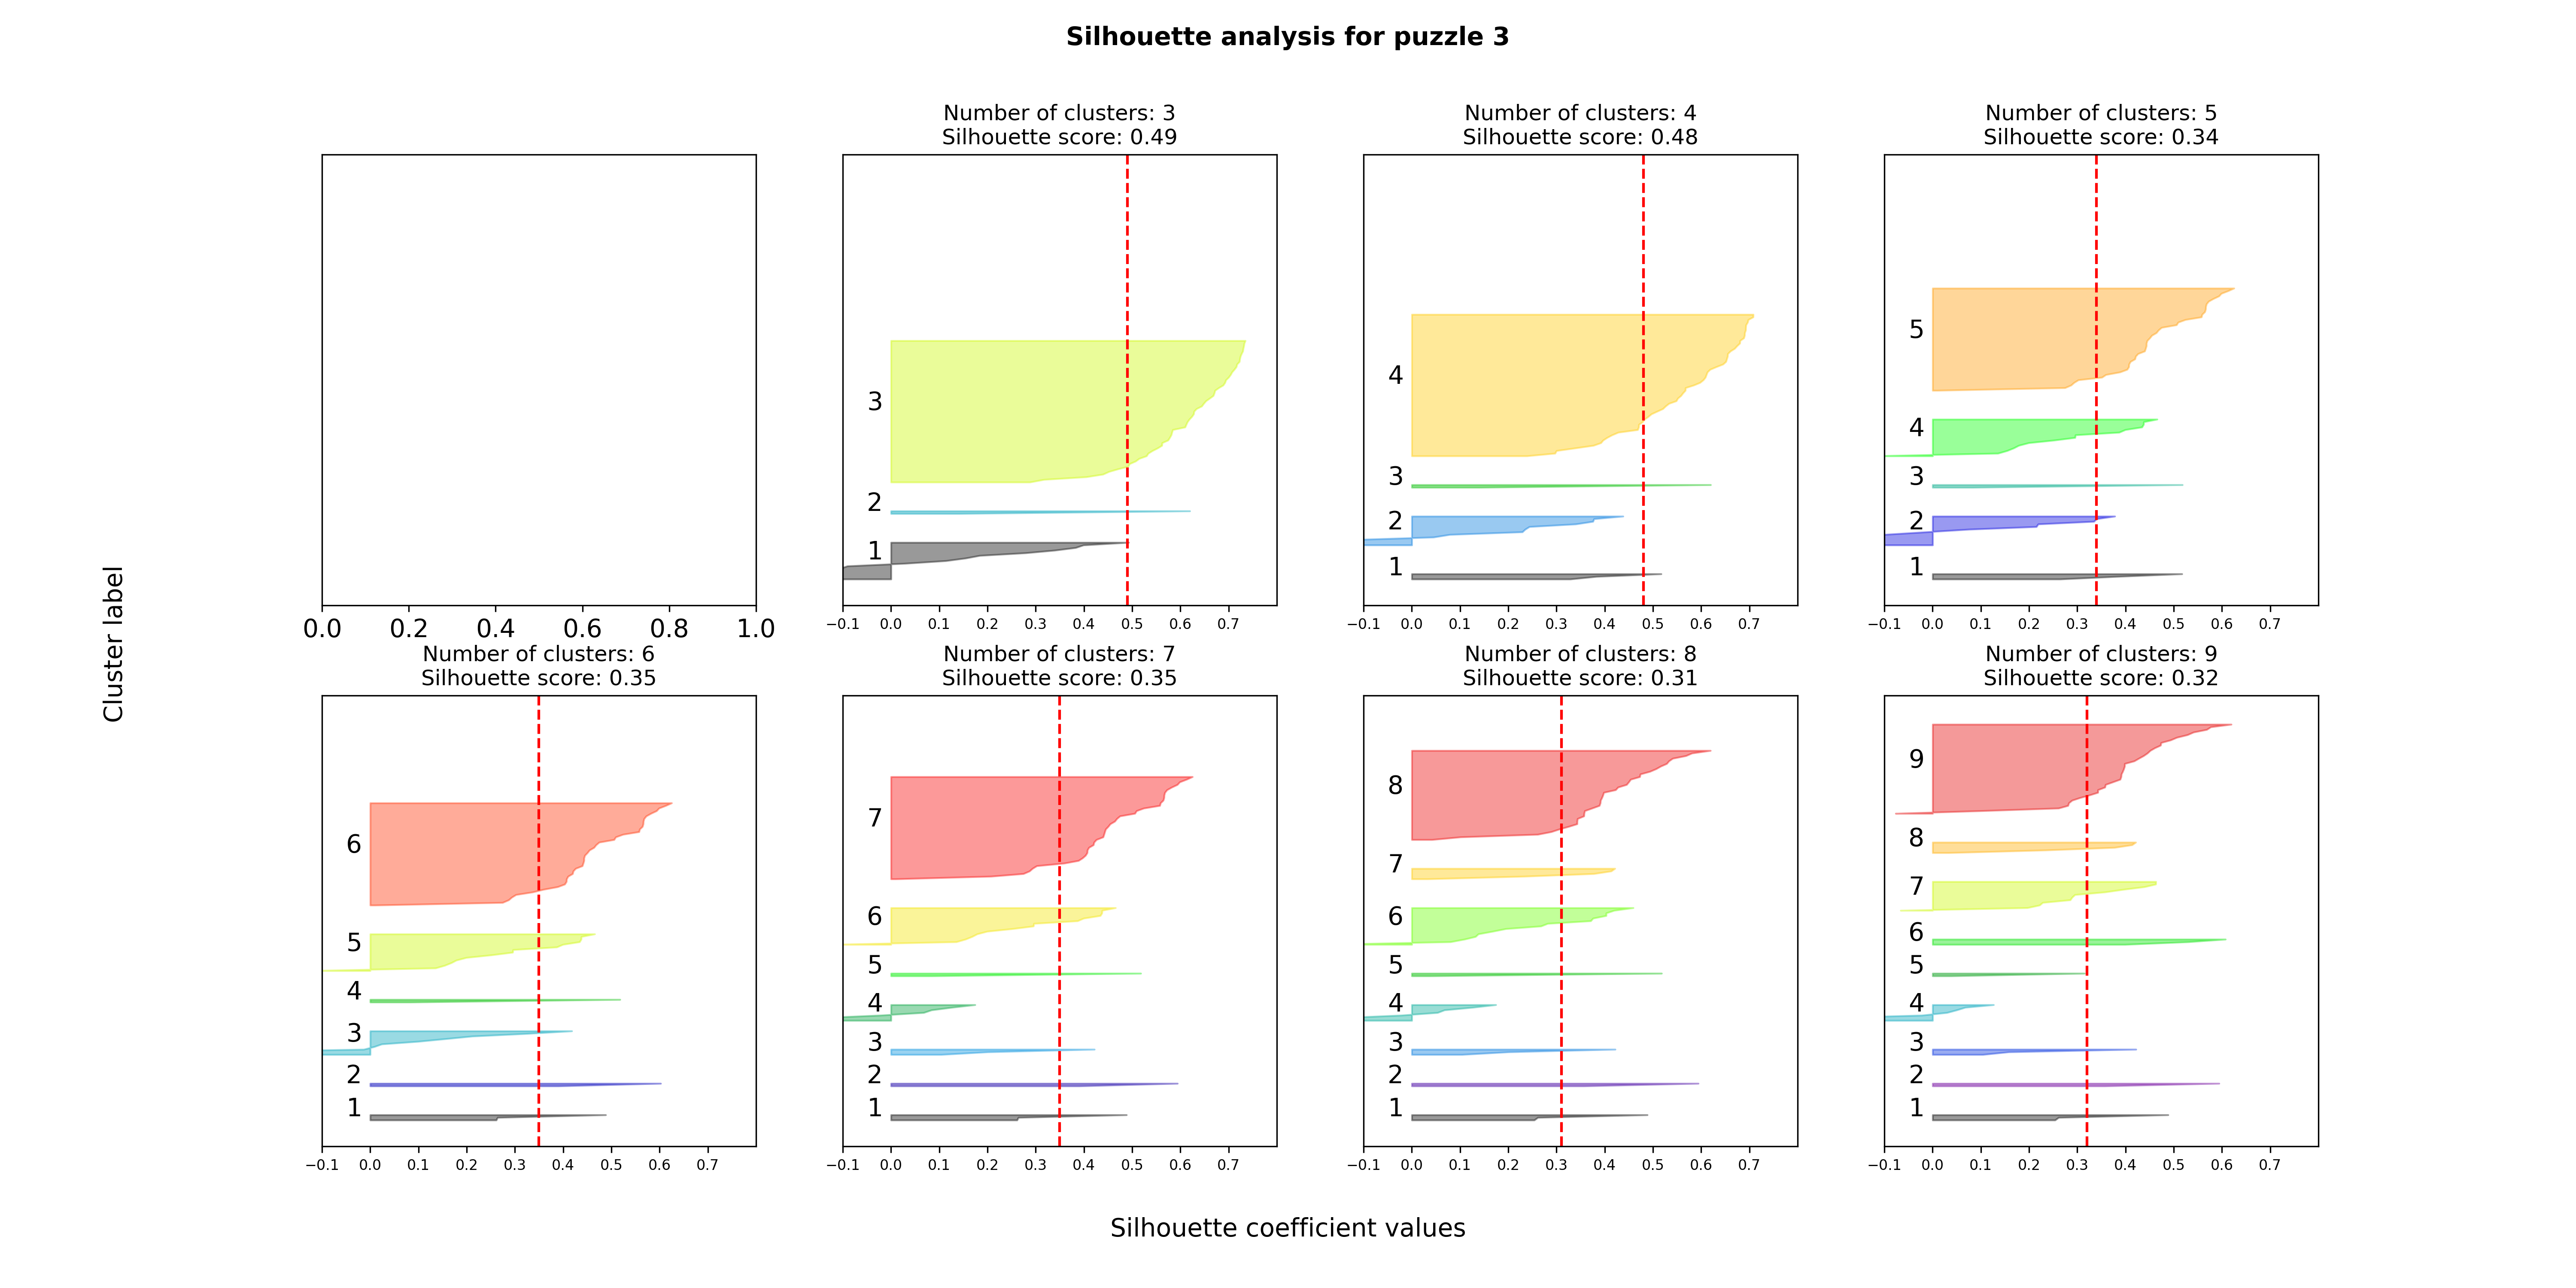 Silhouette analysis for puzzle 3
Number of clusters: 3
Silhouette score: 0.49
Number of clusters: 4
Silhouette score: 0.48
Number of clusters: 5
Silhouette score: 0.34
0.0 0.2 0.4 0.6 0.8 1.0
3
2
1
−0.1 0.0 0.1 0.2 0.3 0.4 0.5 0.6 0.7
4
3
2
1
−0.1 0.0 0.1 0.2 0.3 0.4 0.5 0.6 0.7
5
4
3
2
1
−0.1 0.0 0.1 0.2 0.3 0.4 0.5 0.6 0.7
Cluster label
Number of clusters: 6
Silhouette score: 0.35
6
5
4
3
2
1
−0.1 0.0 0.1 0.2 0.3 0.4 0.5 0.6 0.7
Number of clusters: 7
Silhouette score: 0.35
7
6
5
4
3
2
1
−0.1 0.0 0.1 0.2 0.3 0.4 0.5 0.6 0.7
Number of clusters: 8
Silhouette score: 0.31
8
7
6
5
4
3
2
1
−0.1 0.0 0.1 0.2 0.3 0.4 0.5 0.6 0.7
Number of clusters: 9
Silhouette score: 0.32
9
8
7
6
5
4
3
2
1
−0.1 0.0 0.1 0.2 0.3 0.4 0.5 0.6 0.7
Silhouette coefficient values